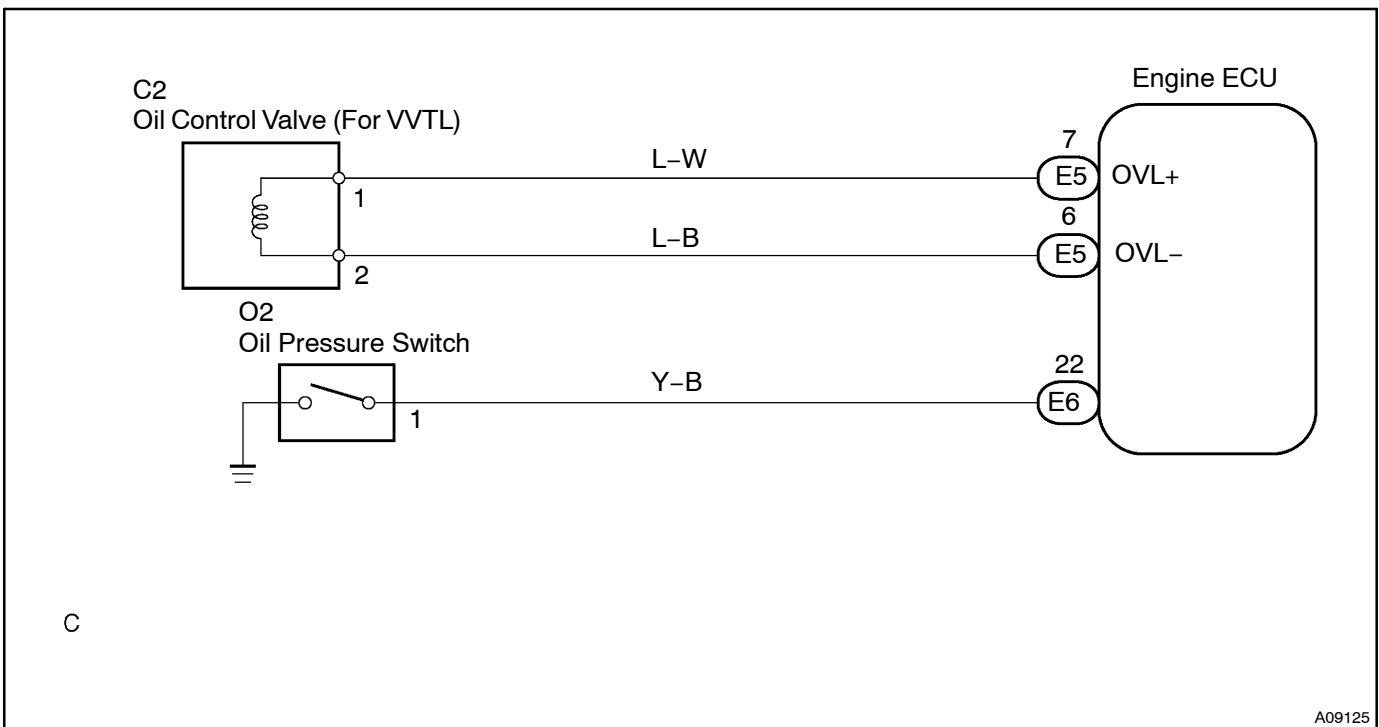 C2
Oil Control Valve (For VVTL)
Engine ECU
L–W
7
E5
OVL+
1
L–B
6
E5
OVL–
2
O2
Oil Pressure Switch
Y–B
22
E6
1
C
A09125